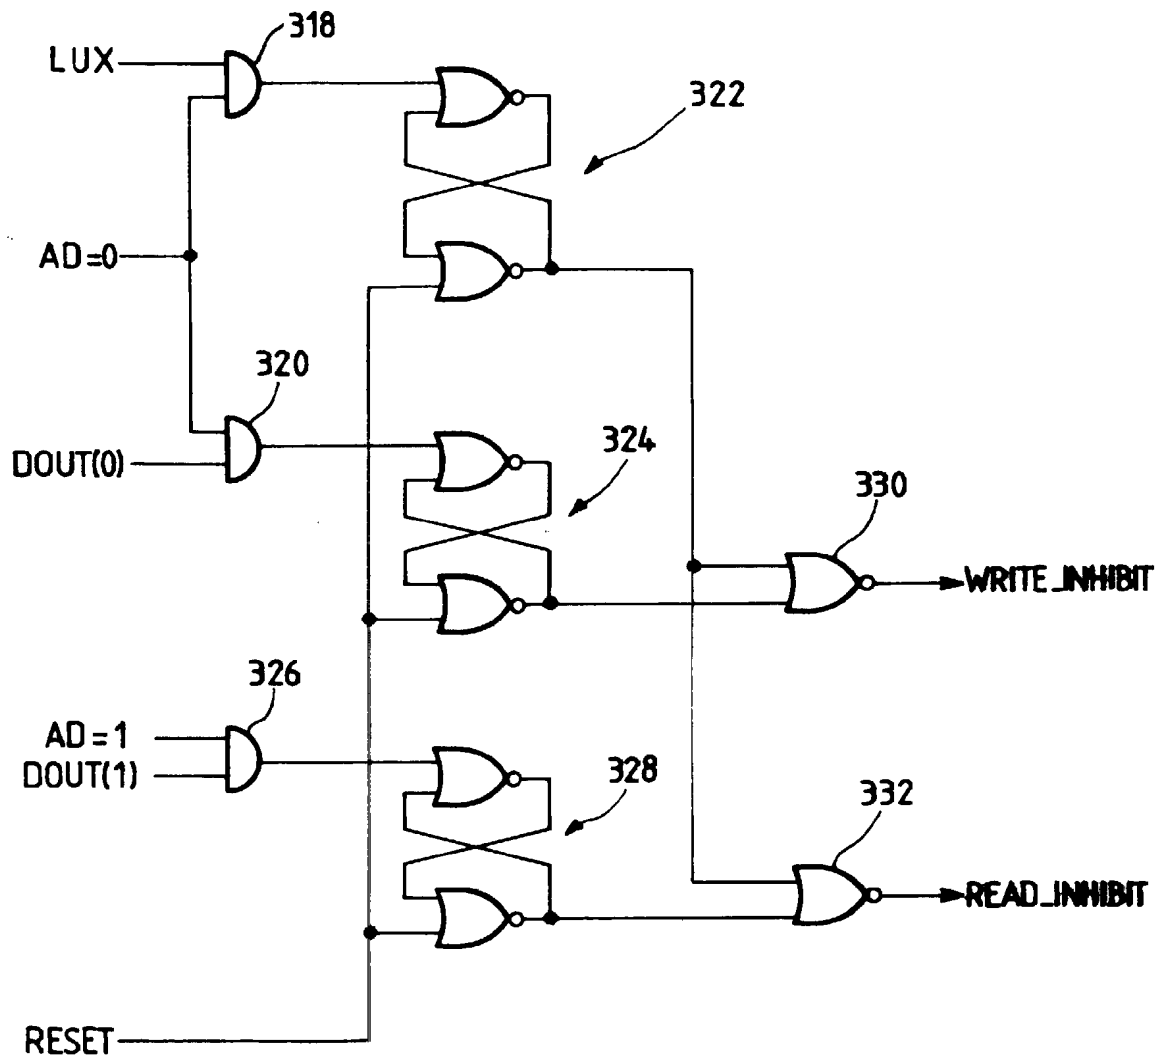 318
LUX
322
AD=0
320
324
DOUT(0)
330
WRITE_INHIBIT
326
AD=1
DOUT(1)
328
332
READ_INHIBIT
RESET